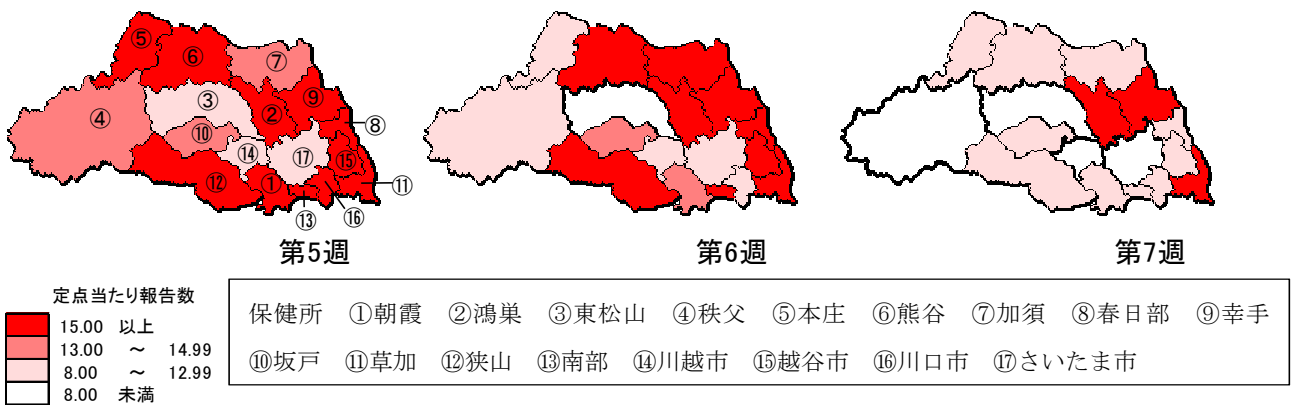 ⑤
⑥
⑦
④
③
②
⑨
⑧
⑩
⑭
⑰
⑮
⑫
①
⑪
⑬
⑯
第5週
第6週
第7週
定点当たり報告数
15.00 以上
13.00 ～ 14.99
8.00 ～ 12.99
8.00 未満
保健所 ①朝霞 ②鴻巣 ③東松山 ④秩父 ⑤本庄 ⑥熊谷 ⑦加須 ⑧春日部 ⑨幸手
⑩坂戸 ⑪草加 ⑫狭山 ⑬南部 ⑭川越市 ⑮越谷市 ⑯川口市 ⑰さいたま市